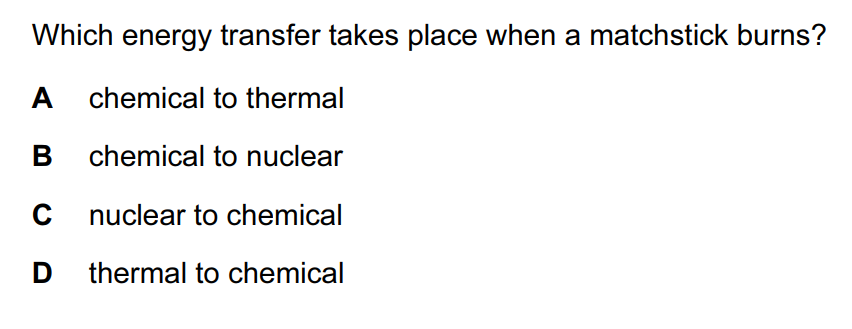 Which energy transfer takes place when a matchstick burns?
A chemical to thermal
B chemical to nuclear
C nuclear to chemical
D thermal to chemical